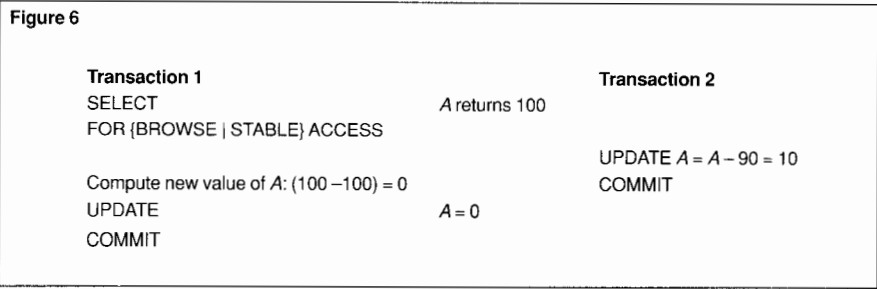 Figure 6
Transaction 1 Transaction 2
SELECT A returns 100
FOR {BROWSE | STABLE} ACCESS
UPDATE A = A – 90 = 10
Compute new value of A: (100 –100) = 0 COMMIT
UPDATE A = 0
COMMIT